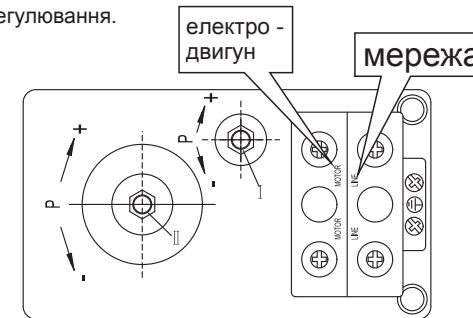 егулювання.
електро -
двигун
мережа
+
P
-
II
+
P
-
I
MOTOR
LINE
MOTOR
LINE